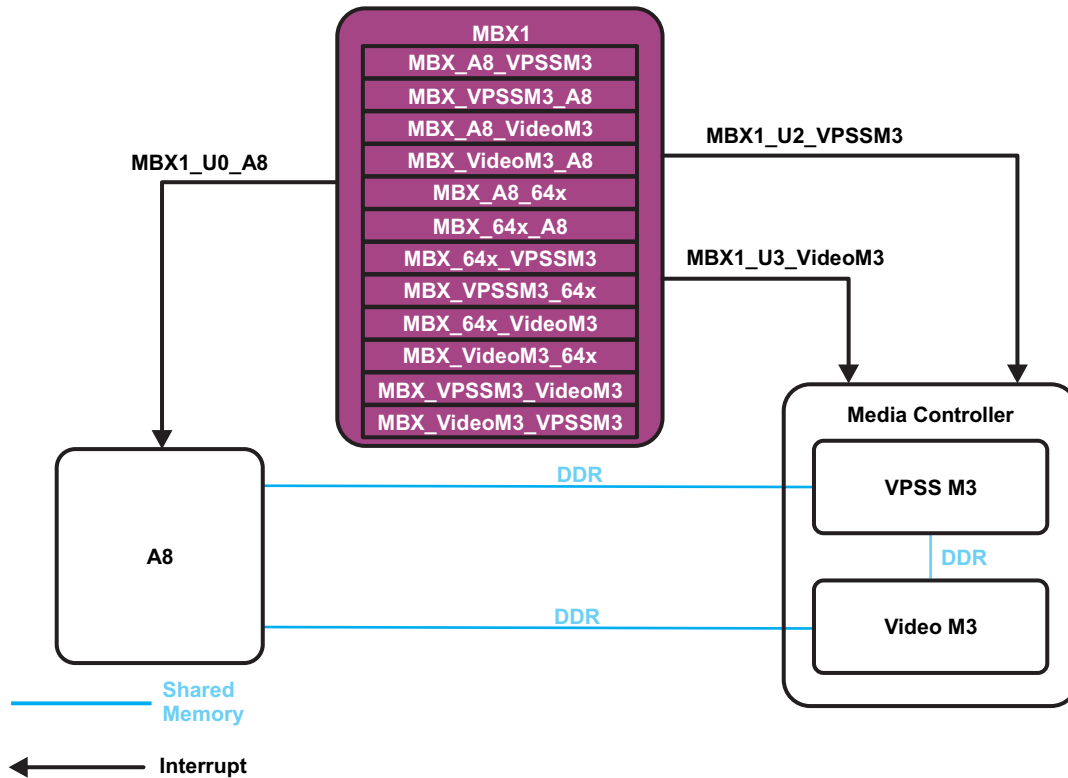 MBX1
MBX_A8_VPSSM3
MBX_VPSSM3_A8
MBX_A8_VideoM3
MBX_VideoM3_A8
MBX_A8_64x
MBX_64x_A8
MBX_64x_VPSSM3
MBX_VPSSM3_64x
MBX_64x_VideoM3
MBX_VideoM3_64x
MBX_VPSSM3_VideoM3
MBX_VideoM3_VPSSM3
MBX1_U0_A8
MBX1_U2_VPSSM3
MBX1_U3_VideoM3
Media Controller
VPSS M3
DDR
Video M3
A8
DDR
DDR
Shared
Memory
Interrupt